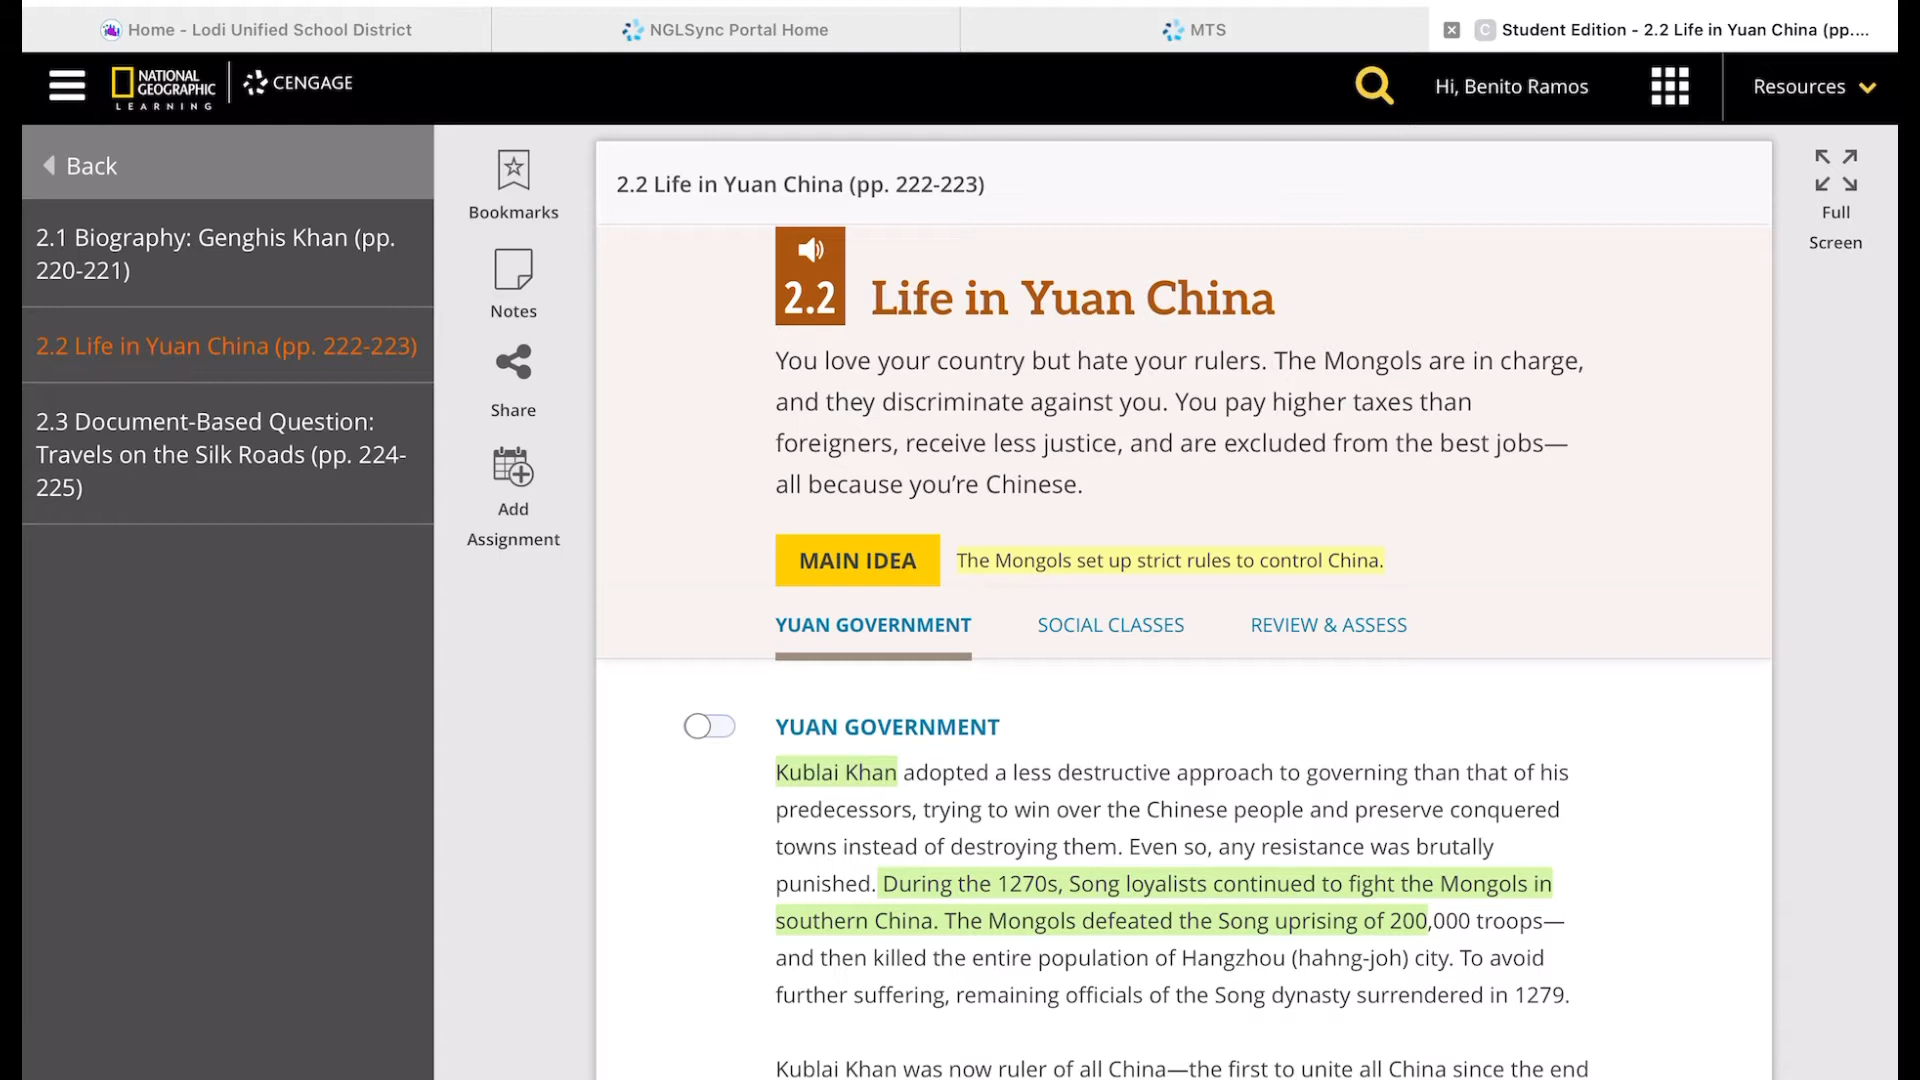 Home - Lodi Unified School District
NGLSync Portal Home
MTS
C Student Edition - 2.2 Life in Yuan China (pp....
NATIONAL GEOGRAPHIC LEARNING
CENGAGE
Hi, Benito Ramos
Resources
Back
2.1 Biography: Genghis Khan (pp.
220-221)
2.2 Life in Yuan China (pp. 222-223)
2.3 Document-Based Question:
Travels on the Silk Roads (pp. 224-
225)
Bookmarks
Notes
Share
Add
Assignment
2.2 Life in Yuan China (pp. 222-223)
Full
Screen
2.2 Life in Yuan China
You love your country but hate your rulers. The Mongols are in charge,
and they discriminate against you. You pay higher taxes than
foreigners, receive less justice, and are excluded from the best jobs—
all because you’re Chinese.
MAIN IDEA The Mongols set up strict rules to control China.
YUAN GOVERNMENT SOCIAL CLASSES REVIEW & ASSESS
YUAN GOVERNMENT
Kublai Khan adopted a less destructive approach to governing than that of his
predecessors, trying to win over the Chinese people and preserve conquered
towns instead of destroying them. Even so, any resistance was brutally
punished. During the 1270s, Song loyalists continued to fight the Mongols in
southern China. The Mongols defeated the Song uprising of 200,000 troops—
and then killed the entire population of Hangzhou (hahng-joh) city. To avoid
further suffering, remaining officials of the Song dynasty surrendered in 1279.
Kublai Khan was now ruler of all China—the first to unite all China since the end